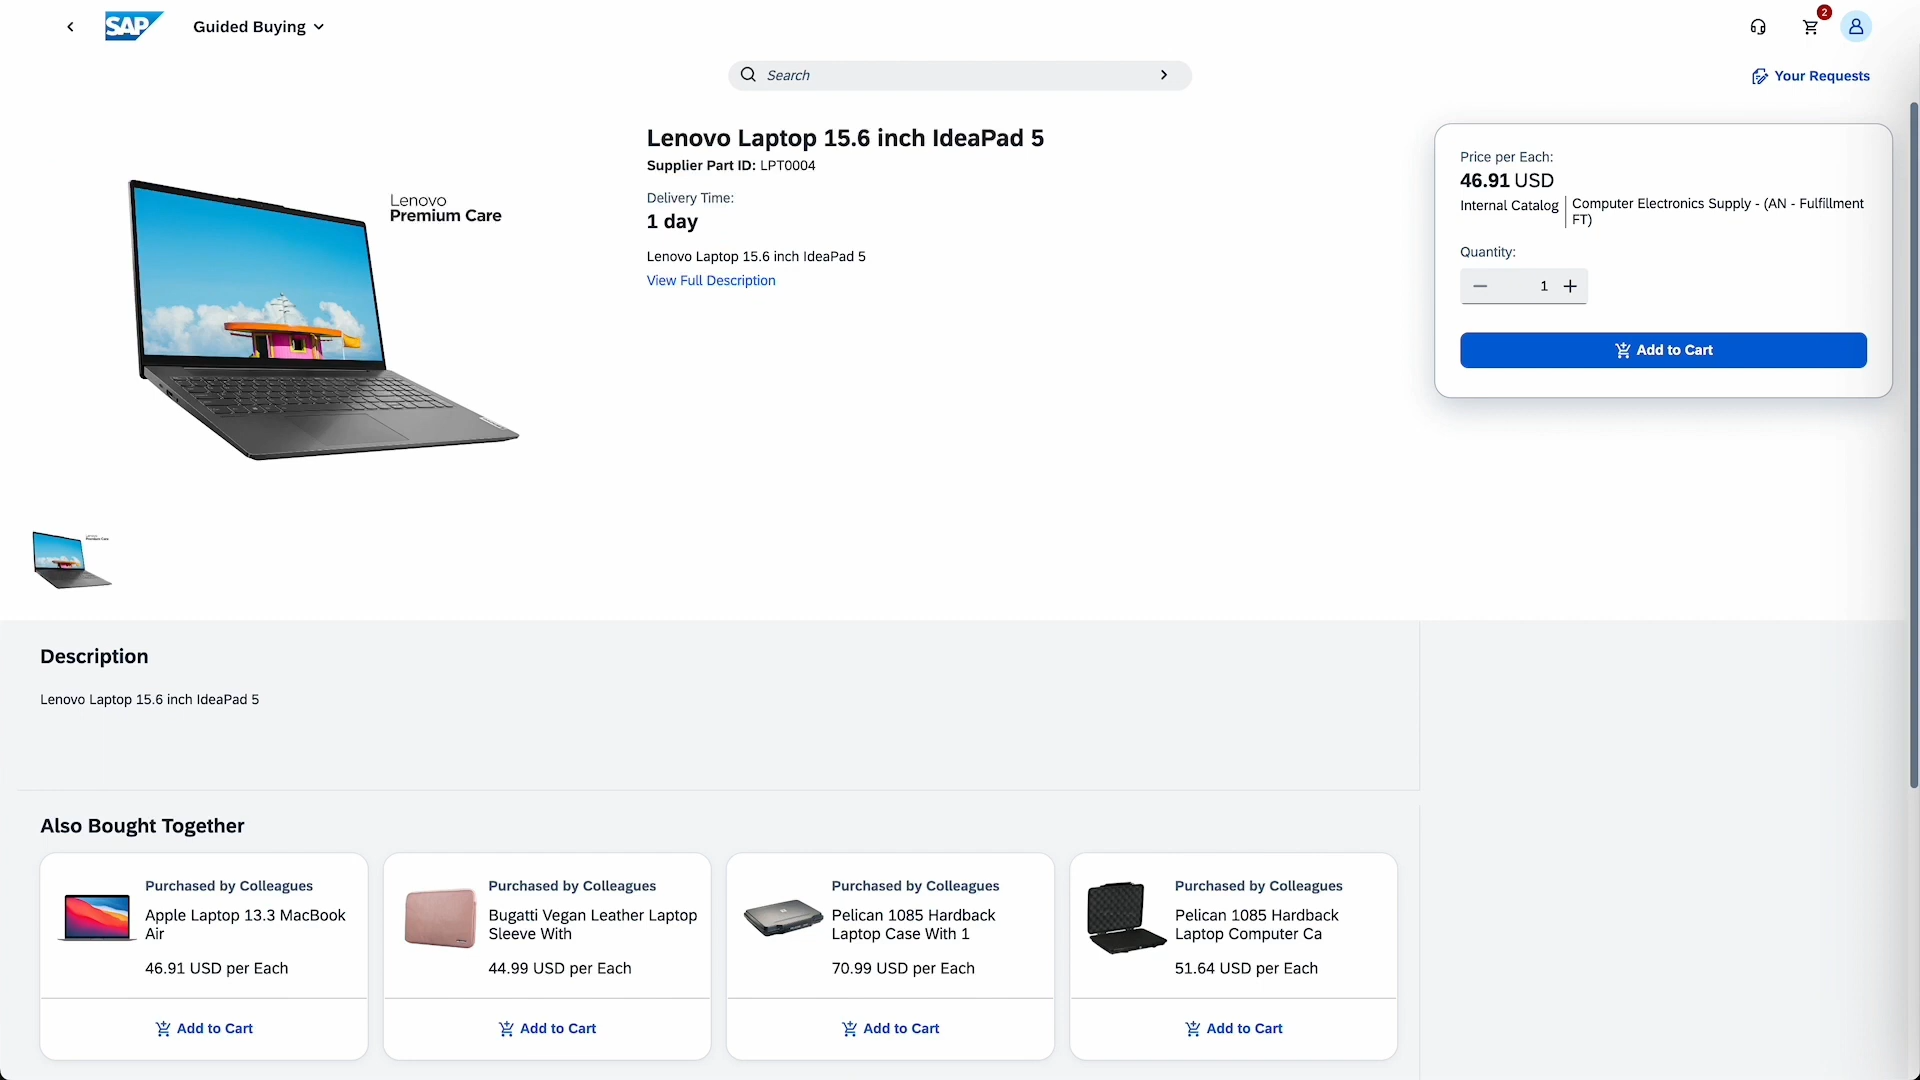 SAP
Guided Buying
2
Search
Your Requests
Lenovo
Premium Care
Lenovo Laptop 15.6 inch IdeaPad 5
Supplier Part ID: LPT0004
Delivery Time:
1 day
Lenovo Laptop 15.6 inch IdeaPad 5
View Full Description
Price per Each:
46.91 USD
Internal Catalog
Computer Electronics Supply - (AN - Fulfillment
FT)
Quantity:
1
Add to Cart
Lenovo
Premium Care
Description
Lenovo Laptop 15.6 inch IdeaPad 5
Also Bought Together
Purchased by Colleagues
Apple Laptop 13.3 MacBook
Air
46.91 USD per Each
Add to Cart
Purchased by Colleagues
Bugatti Vegan Leather Laptop
Sleeve With
44.99 USD per Each
Add to Cart
Purchased by Colleagues
Pelican 1085 Hardback
Laptop Case With 1
70.99 USD per Each
Add to Cart
Purchased by Colleagues
Pelican 1085 Hardback
Laptop Computer Ca
51.64 USD per Each
Add to Cart